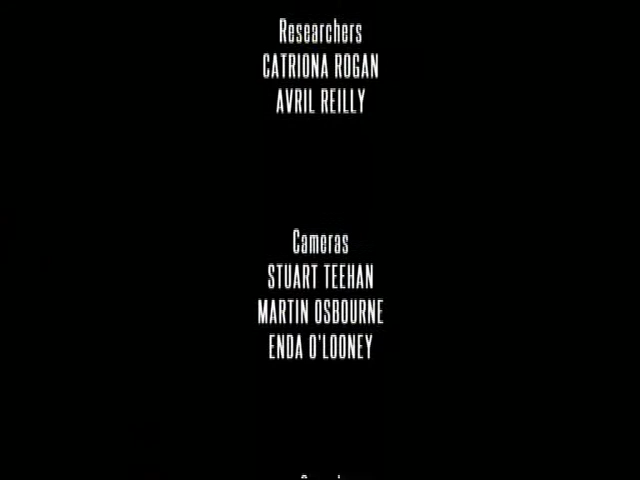 Researchers
CATRIONA ROGAN
AVRIL REILLY
Cameras
STUART TEEHAN
MARTIN OSBOURNE
ENDA O'LOONEY